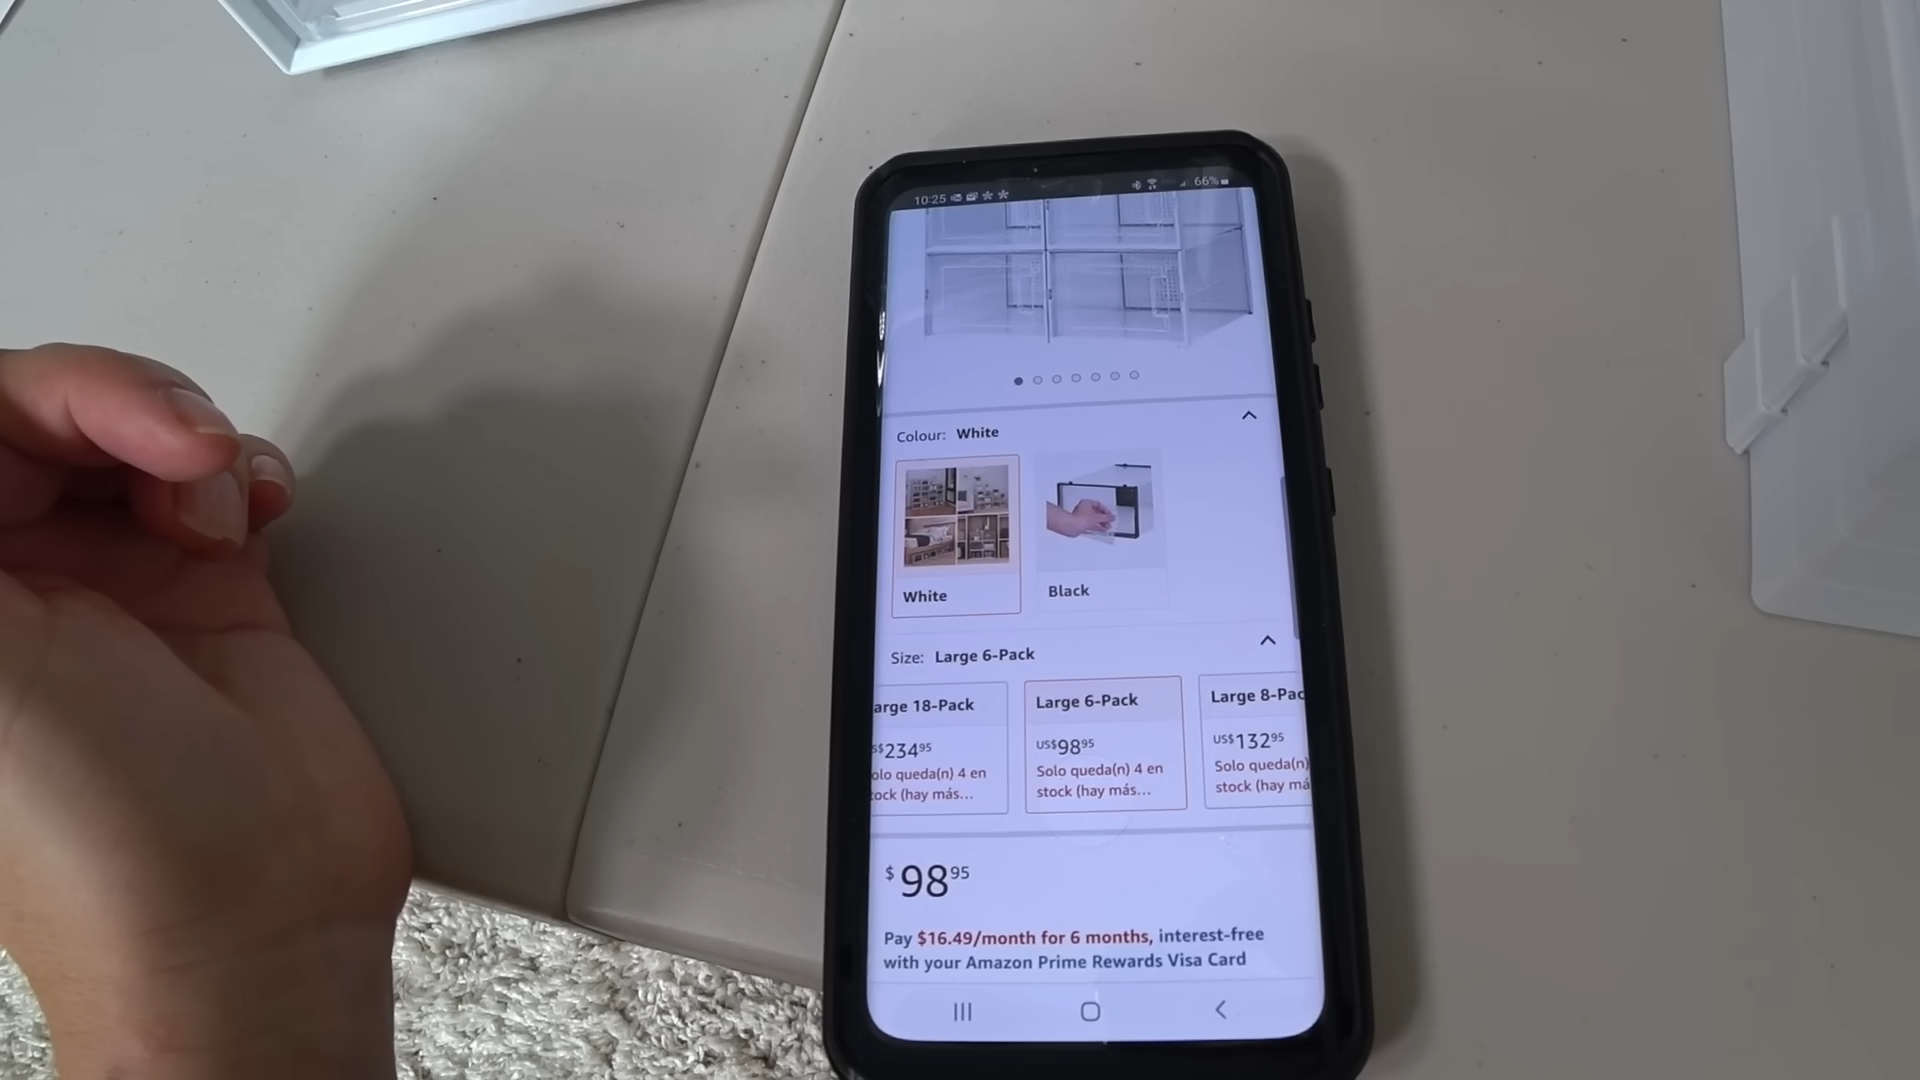 10:25 66%
Colour: White
White Black
Size: Large 6-Pack
arge 18-Pack Large 6-Pack Large 8-Pac
$234.95 US$98.95 US$132.95
olo queda(n) 4 en Solo queda(n) 4 en Solo queda(n)
tock (hay más... stock (hay más... stock (hay má
$98.95
Pay $16.49/month for 6 months, interest-free
with your Amazon Prime Rewards Visa Card